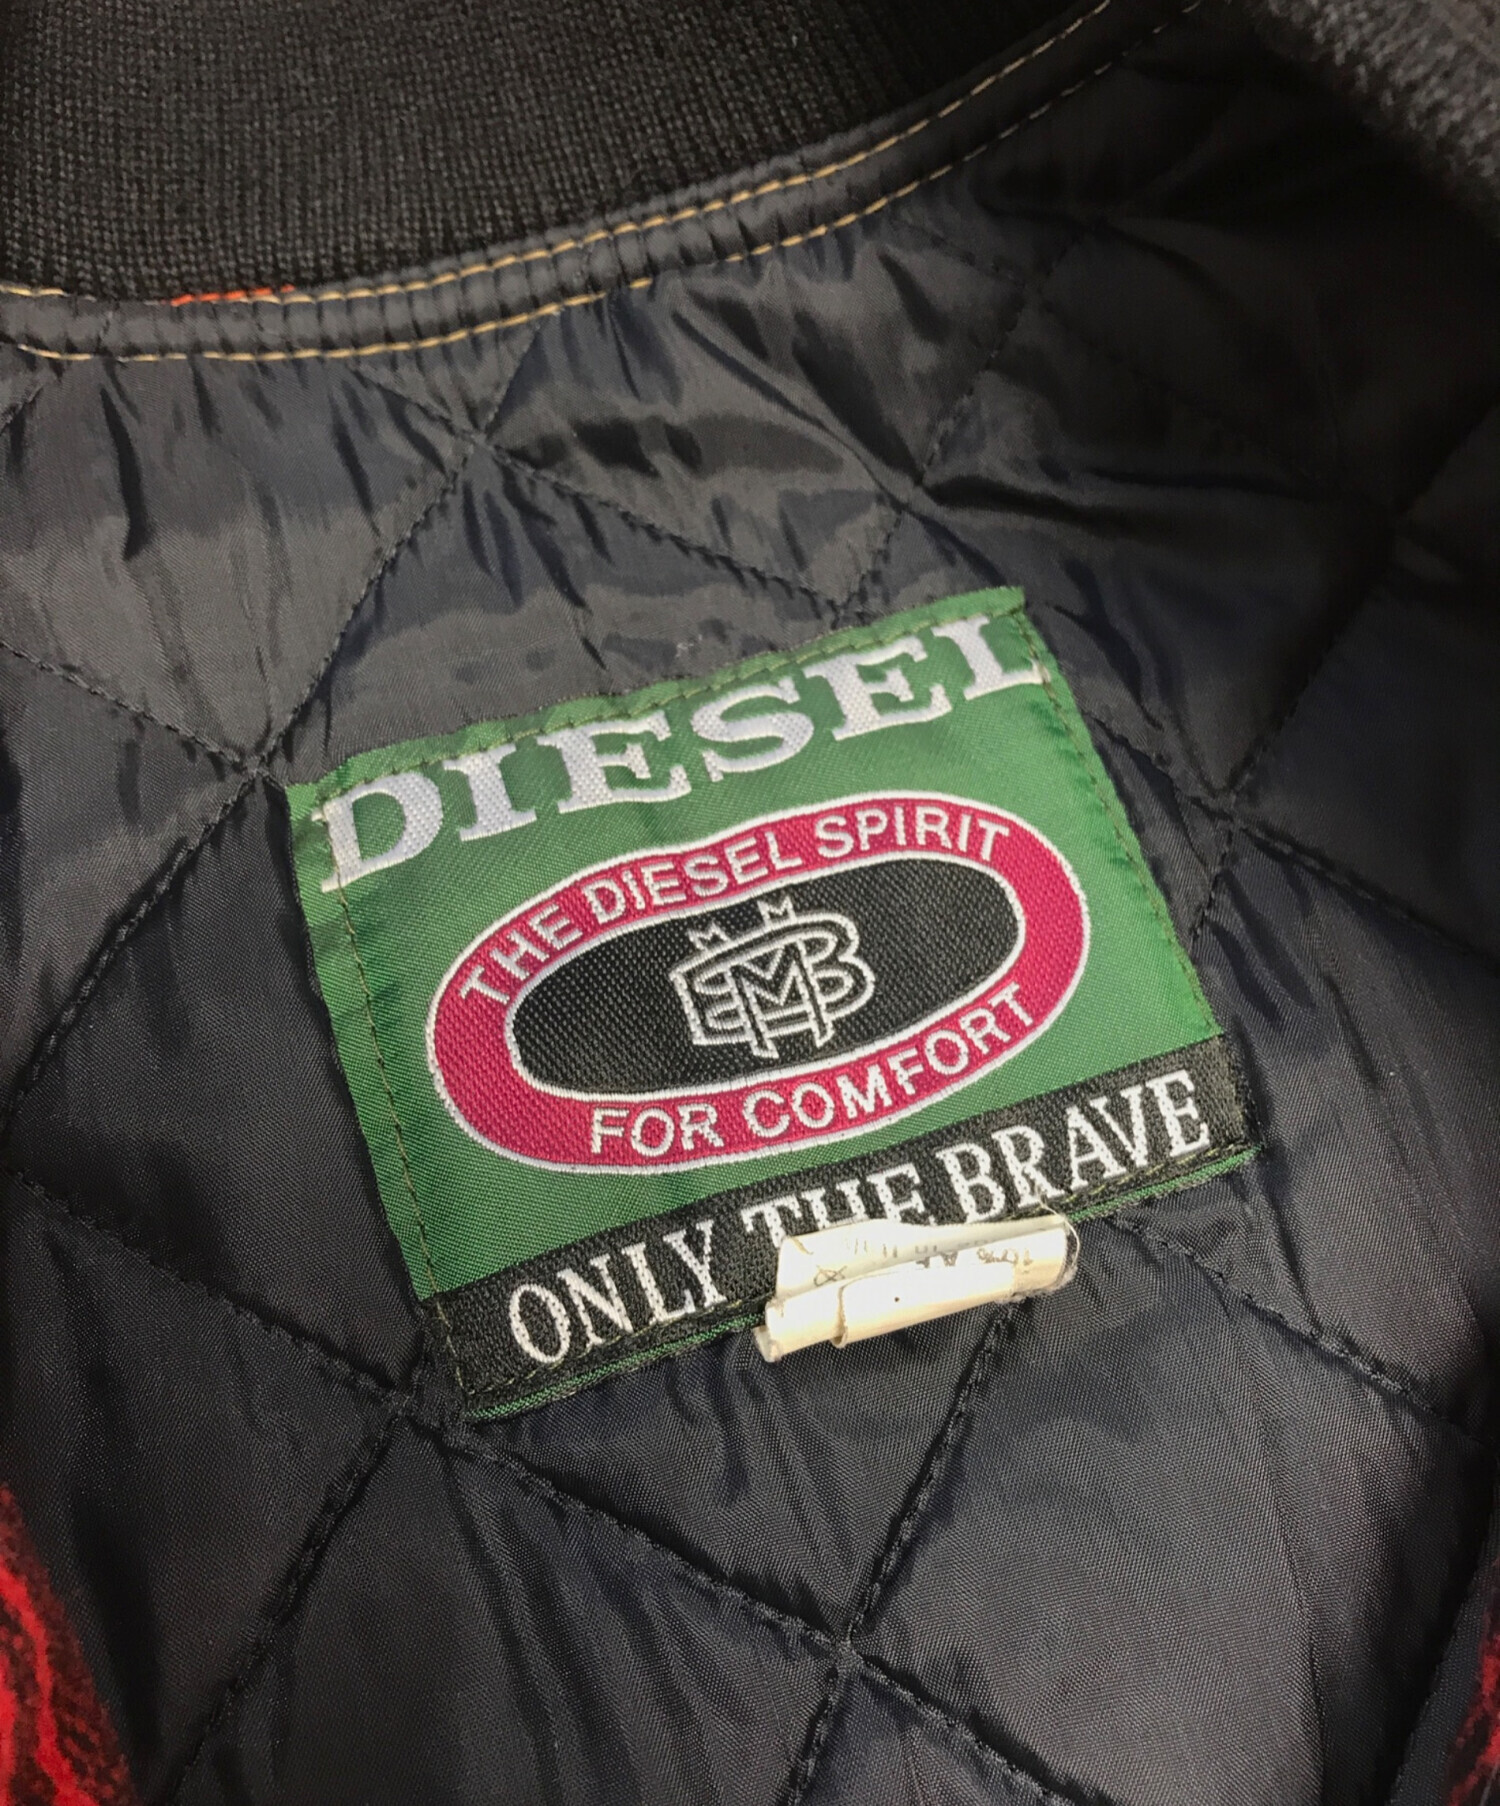 DIESEL
THE DIESEL SPIRIT
FOR COMFORT
ONLY THE BRAVE